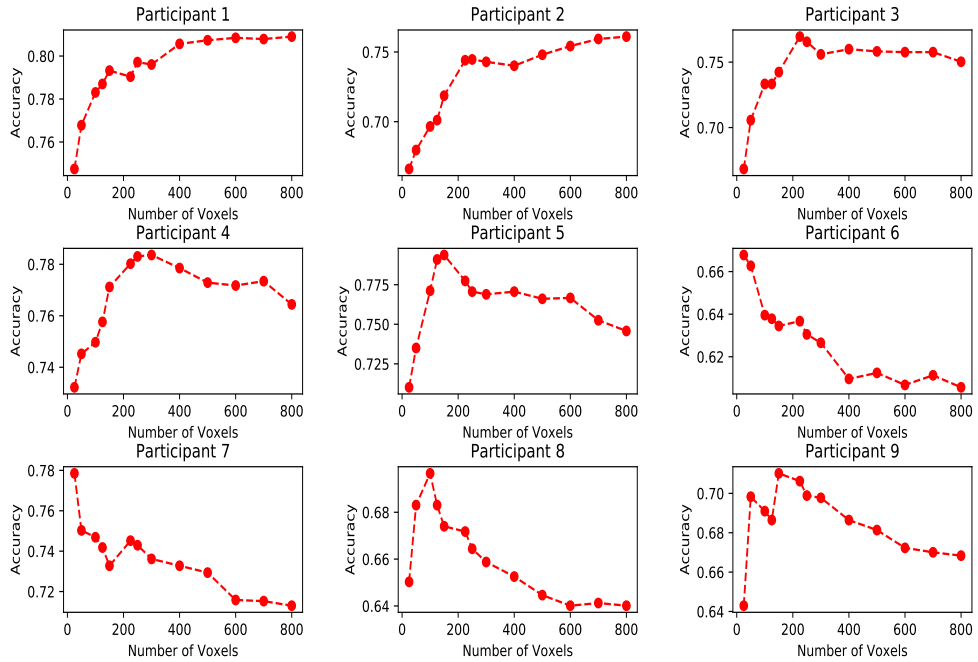 Participant 1
Participant 2
Participant 3
Accuracy
0.80
0.78
0.76
0 200 400 600 800
Number of Voxels
Accuracy
0.75
0.70
0 200 400 600 800
Number of Voxels
Accuracy
0.75
0.70
0 200 400 600 800
Number of Voxels
Participant 4
Participant 5
Participant 6
Accuracy
0.78
0.76
0.74
0 200 400 600 800
Number of Voxels
Accuracy
0.775
0.750
0.725
0 200 400 600 800
Number of Voxels
Accuracy
0.66
0.64
0.62
0 200 400 600 800
Number of Voxels
Participant 7
Participant 8
Participant 9
Accuracy
0.78
0.76
0.74
0.72
0 200 400 600 800
Number of Voxels
Accuracy
0.68
0.66
0.64
0 200 400 600 800
Number of Voxels
Accuracy
0.70
0.68
0.66
0.64
0 200 400 600 800
Number of Voxels